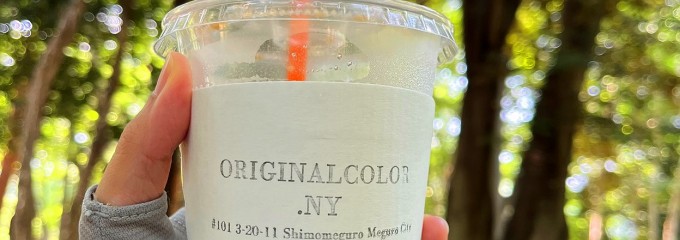 ORIGINALCOLOR
.NY
#101 3-20-11 Shimomeguro Meguro City